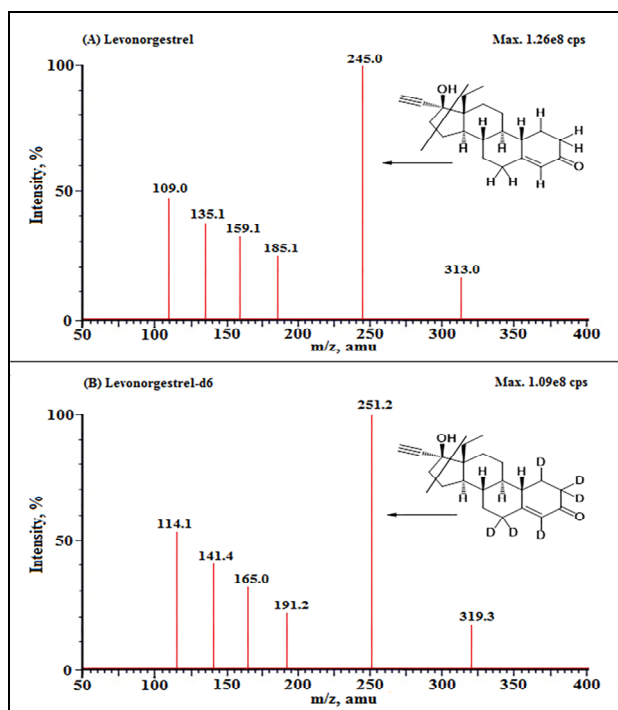 (A) Levonorgestrel Max. 1.26e8 cps
100
245.0
OH
H
H
H
H
H
H
H
H
O
H H
H
Intensity, %
50
109.0
135.1
159.1
185.1
313.0
0
50 100 150 200 250 300 350 400
m/z, amu
(B) Levonorgestrel-d6 Max. 1.09e8 cps
100
251.2
OH
D
H
H
D
D
H
H
O
D D
D
Intensity, %
50
114.1
141.4
165.0
191.2
319.3
0
50 100 150 200 250 300 350 400
m/z, amu